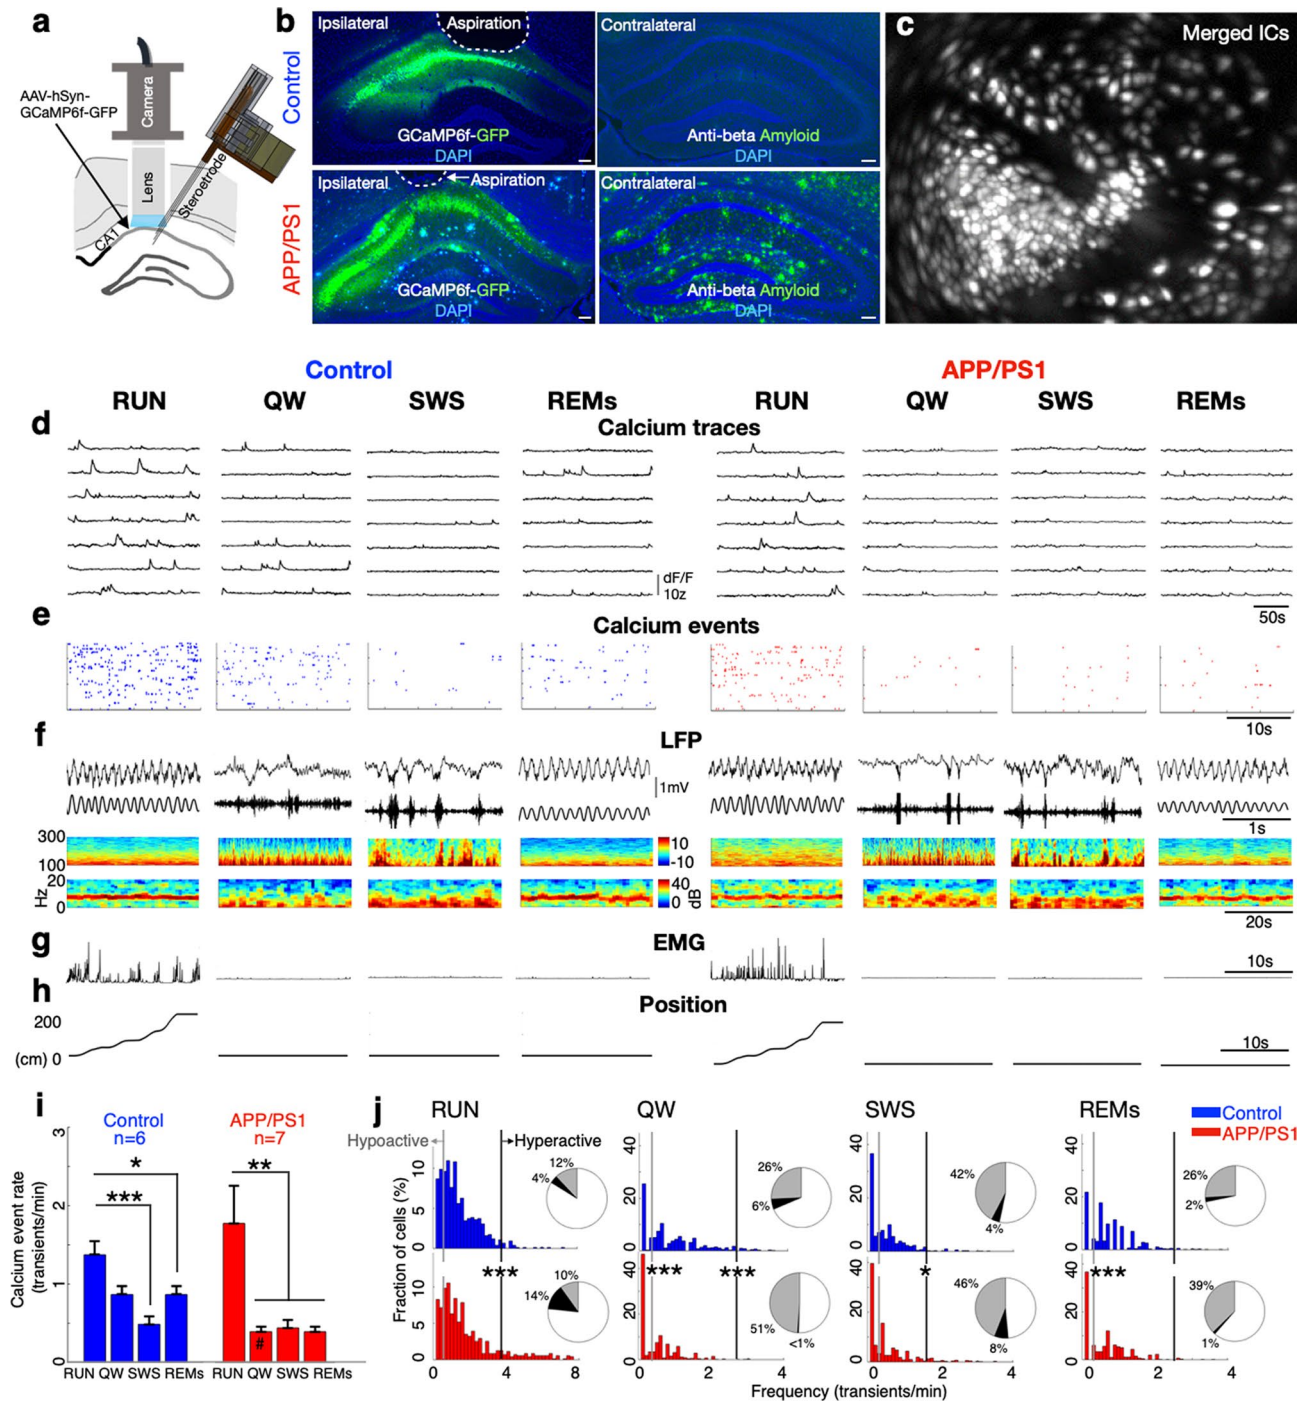 a
AAV-hSyn-
GCaMP6f-GFP
Camera
Lens
Steroetrode
CA1
b
Control
APP/PS1
Ipsilateral
Aspiration
GCaMP6f-GFP
DAPI
Contralateral
Anti-beta Amyloid
DAPI
Ipsilateral
Aspiration
GCaMP6f-GFP
DAPI
Contralateral
Anti-beta Amyloid
DAPI
c
Merged ICs
Control APP/PS1
RUN QW SWS REMs RUN QW SWS REMs
d
Calcium traces
dF/F
10z
50s
e
Calcium events
10s
f
LFP
1mV
1s
300
100
20
0
Hz
10
-10
40
0
dB
20s
g
EMG
10s
h
Position
200
(cm) 0
10s
i
Control
n=6
APP/PS1
n=7
Calcium event rate
(transients/min)
3
2
1
0
*
***
**
#
RUN QW SWS REMs RUN QW SWS REMs
j
RUN QW SWS REMs
Control
APP/PS1
Hypoactive
Hyperactive
Fraction of cells (%)
10
5
0
12%
4%
***
10
5
0
10%
14%
0 4 8
40
20
0
26%
6%
*** ***
40
20
0
51%
<1%
0 2 4
40
20
0
42%
4%
*
40
20
0
46%
8%
0 2 4
40
20
0
26%
2%
***
40
20
0
39%
1%
0 2 4
Frequency (transients/min)